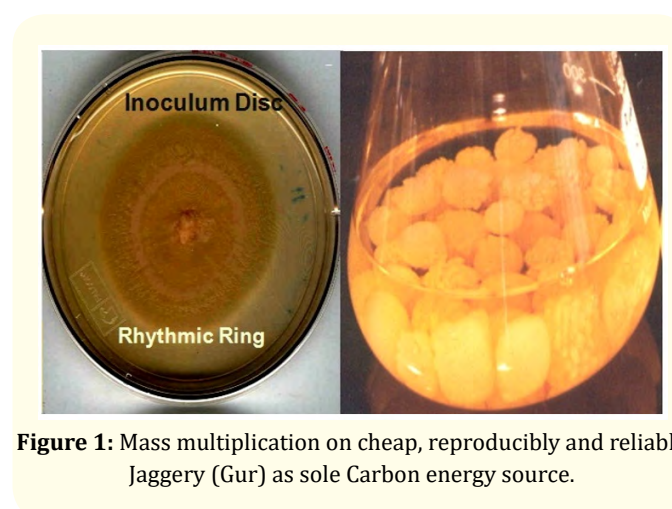 Inoculum Disc
300
Rhythmic Ring
Figure 1: Mass multiplication on cheap, reproducibly and reliabl
Jaggery (Gur) as sole Carbon energy source.